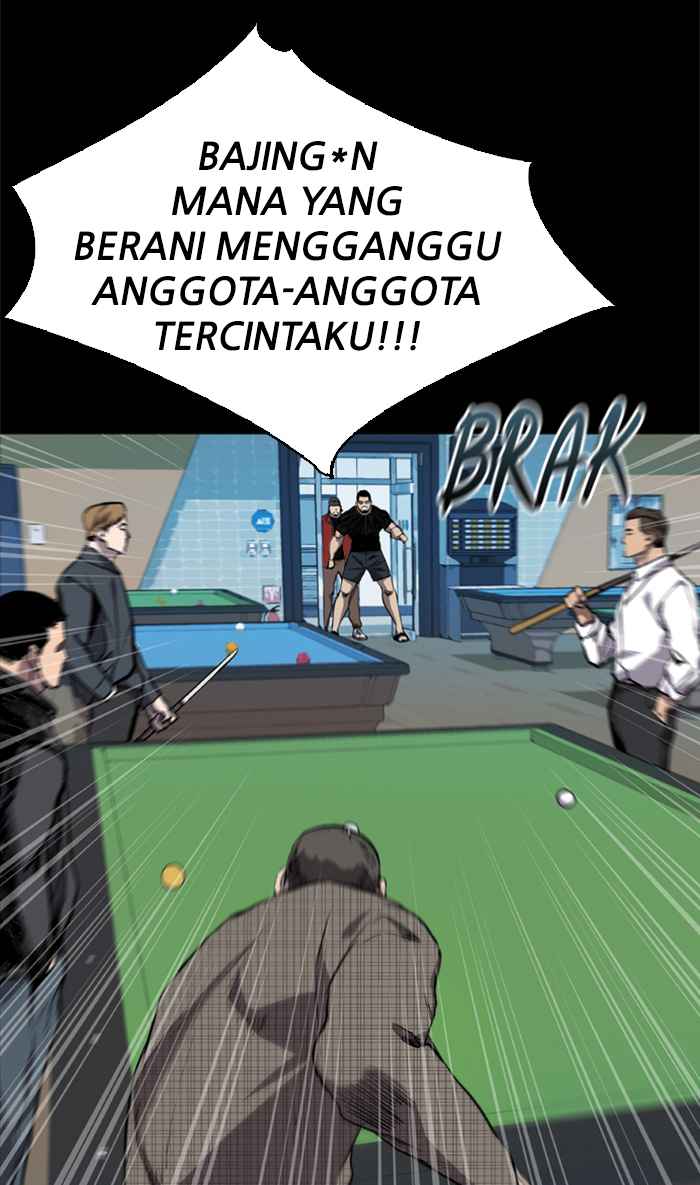 BAJING*N
MANA YANG
BERANI MENGGANGGU
ANGGOTA-ANGGOTA
TERCINTAKU!!!
BRAK